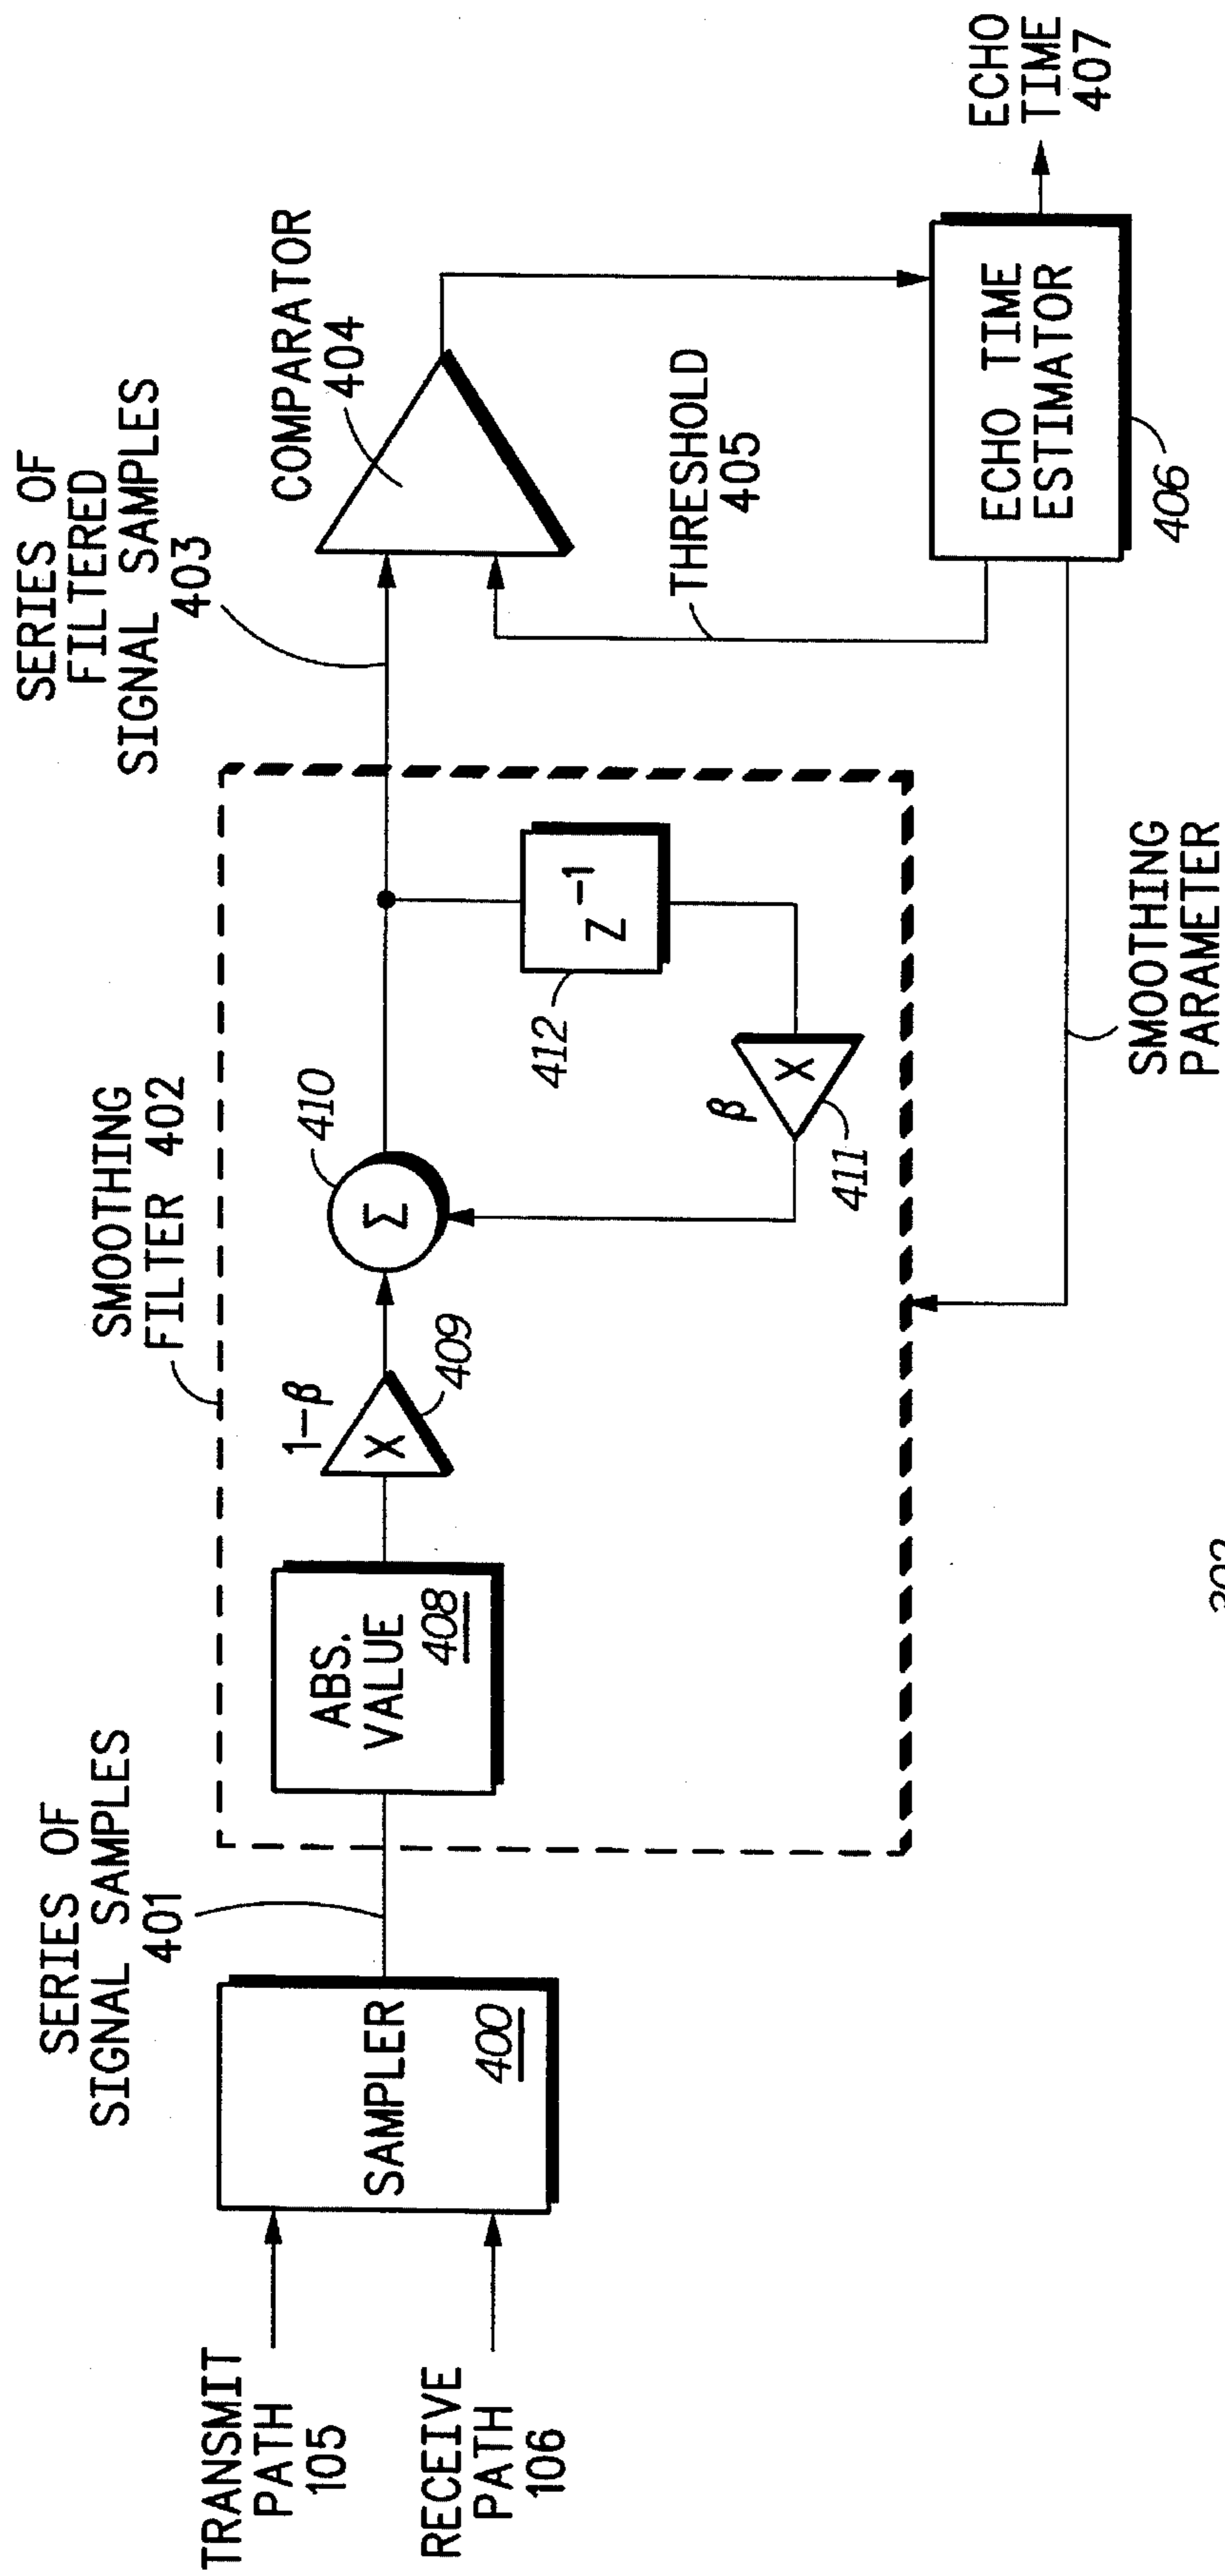 TRANSMIT
PATH
105
RECEIVE
PATH
106
SAMPLER
400
SERIES OF
SIGNAL SAMPLES
401
SMOOTHING
FILTER 402
ABS.
VALUE
408
1−β
X
409
Σ
410
Z⁻¹
412
β
X
411
SERIES OF
FILTERED
SIGNAL SAMPLES
403
COMPARATOR
404
THRESHOLD
405
ECHO TIME
ESTIMATOR
406
ECHO
TIME
407
SMOOTHING
PARAMETER